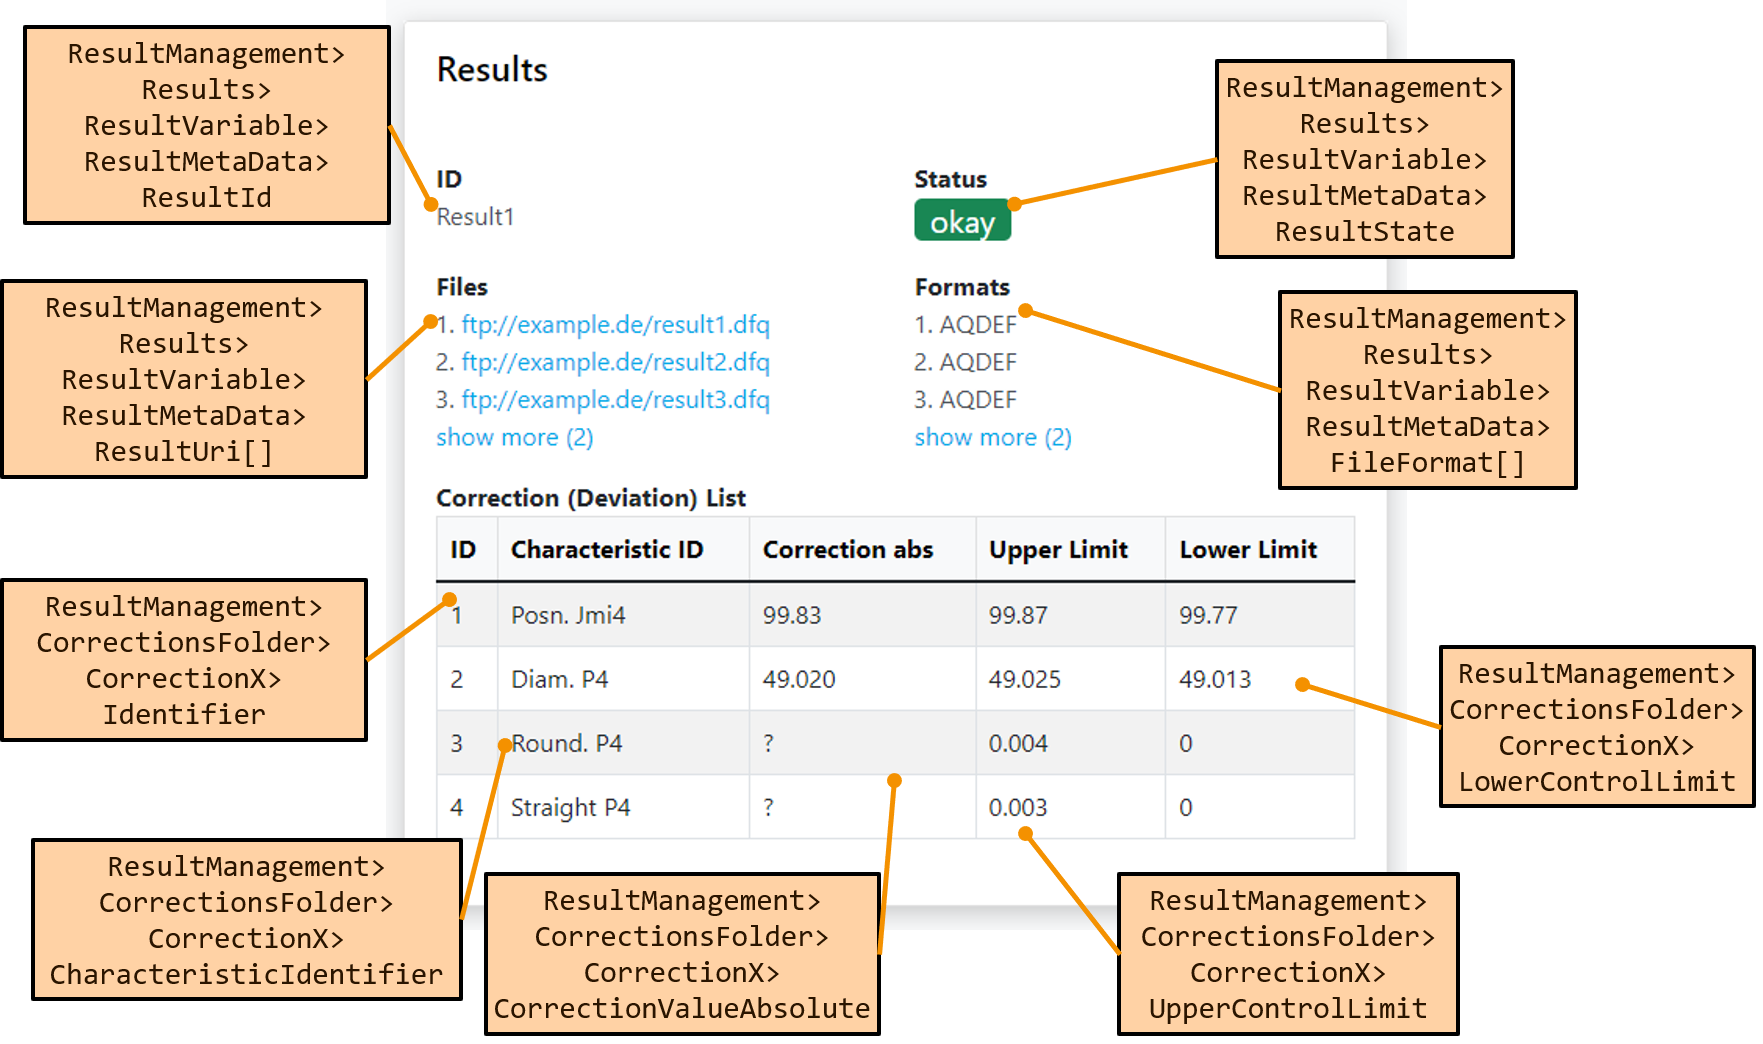 ResultManagement>
Results>
ResultVariable>
ResultMetaData>
ResultId
Results
ResultManagement>
Results>
ResultVariable>
ResultMetaData>
ResultState
ID
Result1
Status
okay
ResultManagement>
Results>
ResultVariable>
ResultMetaData>
ResultUri[]
Files
1. ftp://example.de/result1.dfq
2. ftp://example.de/result2.dfq
3. ftp://example.de/result3.dfq
show more (2)
Formats
1. AQDEF
2. AQDEF
3. AQDEF
show more (2)
ResultManagement>
Results>
ResultVariable>
ResultMetaData>
FileFormat[]
Correction (Deviation) List
ID Characteristic ID Correction abs Upper Limit Lower Limit
1 Posn. Jmi4 99.83 99.87 99.77
2 Diam. P4 49.020 49.025 49.013
3 Round. P4 ? 0.004 0
4 Straight P4 ? 0.003 0
ResultManagement>
CorrectionsFolder>
CorrectionX>
Identifier
ResultManagement>
CorrectionsFolder>
CorrectionX>
LowerControlLimit
ResultManagement>
CorrectionsFolder>
CorrectionX>
CharacteristicIdentifier
ResultManagement>
CorrectionsFolder>
CorrectionX>
CorrectionValueAbsolute
ResultManagement>
CorrectionsFolder>
CorrectionX>
UpperControlLimit